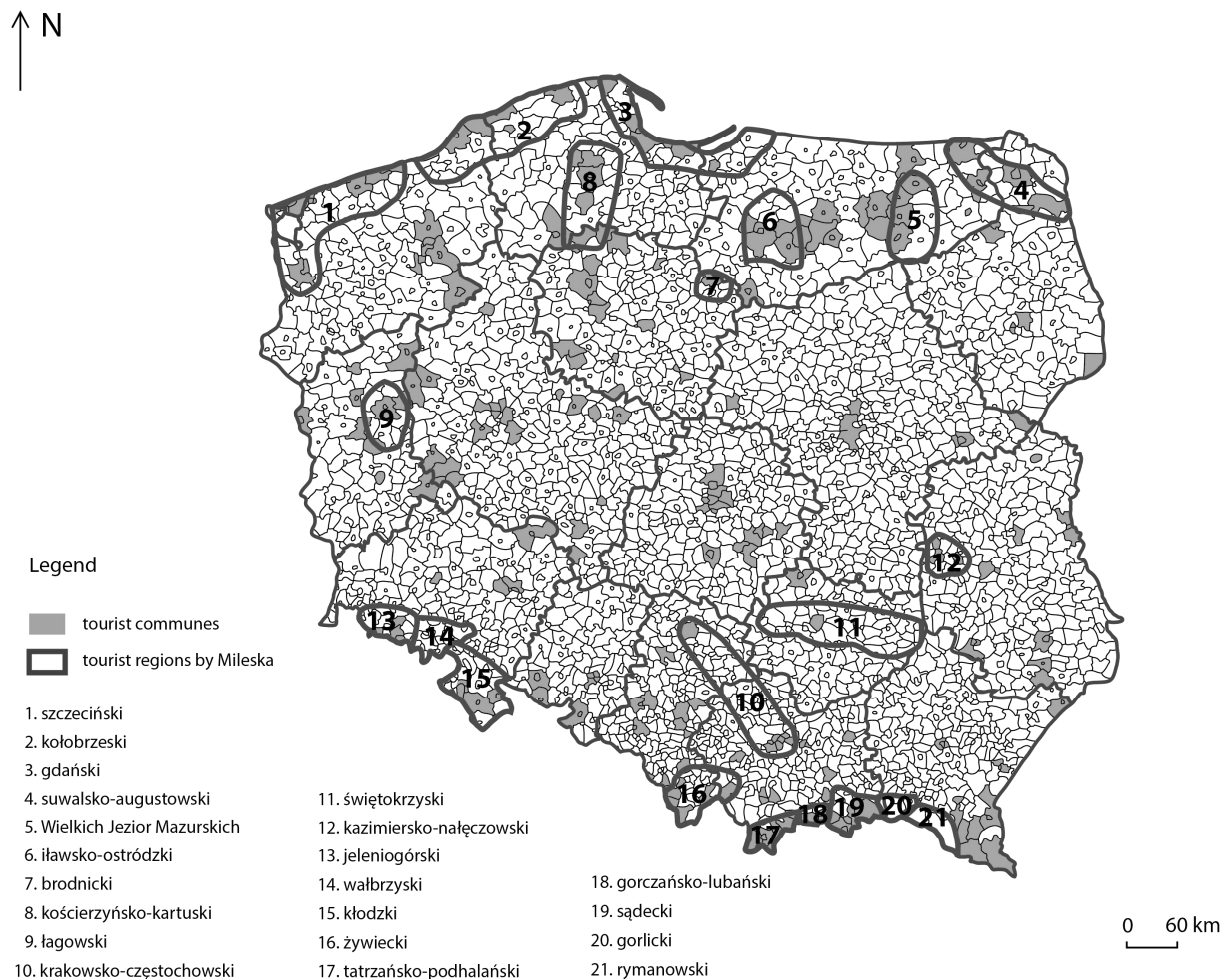 N
3
2
8
4
1
5
6
7
9
12
13
14
11
15
10
16
18
19
20
21
17
Legend
tourist communes
tourist regions by Mileska
1. szczeciński
2. kołobrzeski
3. gdański
4. suwalsko-augustowski
5. Wielkich Jezior Mazurskich
6. iławsko-ostródzki
7. brodnicki
8. kościerzyńsko-kartuski
9. łagowski
10. krakowsko-częstochowski
11. świętokrzyski
12. kazimiersko-nałęczowski
13. jeleniogórski
14. wałbrzyski
15. kłodzki
16. żywiecki
17. tatrzańsko-podhalański
18. gorczańsko-lubański
19. sądecki
20. gorlicki
21. rymanowski
0 60 km